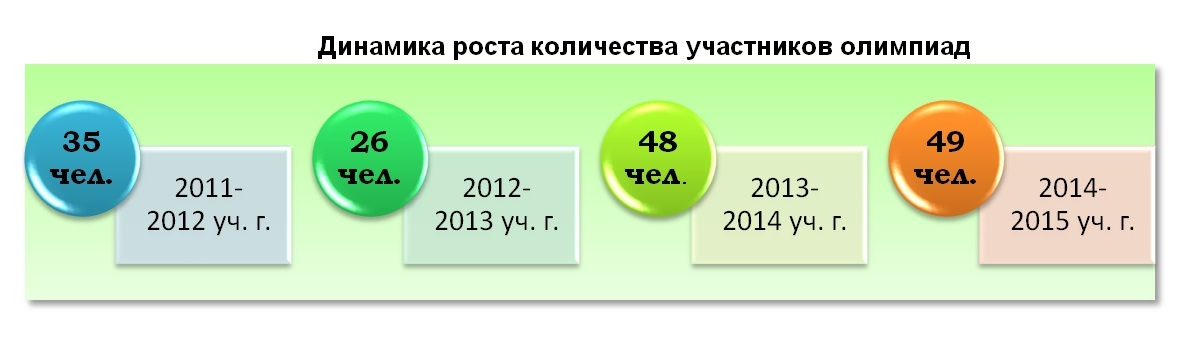 Динамика роста количества участников олимпиад
35
чел.
2011-
2012 уч. г.
26
чел.
2012-
2013 уч. г.
48
чел.
2013-
2014 уч. г.
49
чел.
2014-
2015 уч. г.